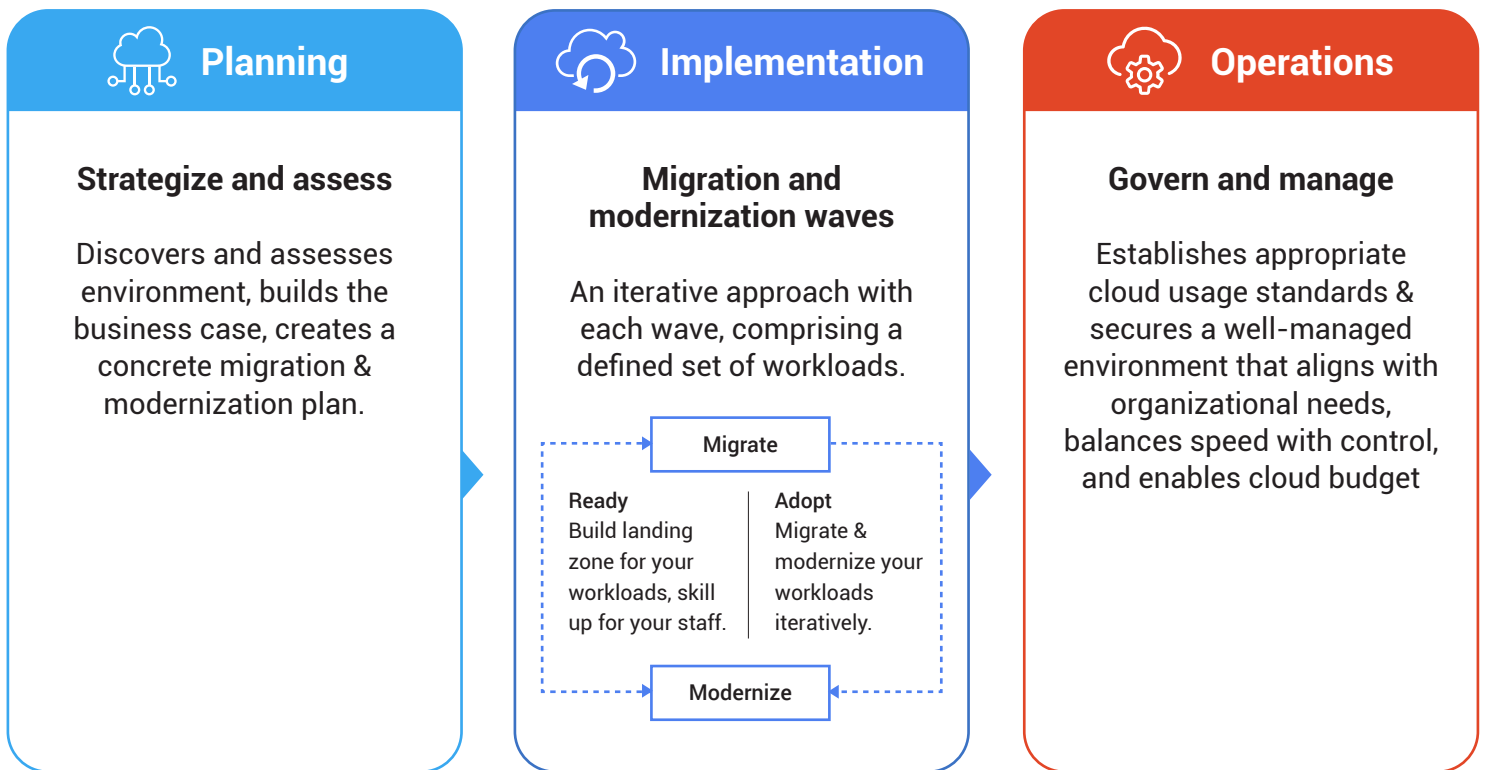 Planning
Strategize and assess
Discovers and assesses
environment, builds the
business case, creates a
concrete migration &
modernization plan.
Implementation
Migration and
modernization waves
An iterative approach with
each wave, comprising a
defined set of workloads.
Migrate
Ready
Build landing
zone for your
workloads, skill
up for your staff.
Adopt
Migrate &
modernize your
workloads
iteratively.
Modernize
Operations
Govern and manage
Establishes appropriate
cloud usage standards &
secures a well-managed
environment that aligns with
organizational needs,
balances speed with control,
and enables cloud budget